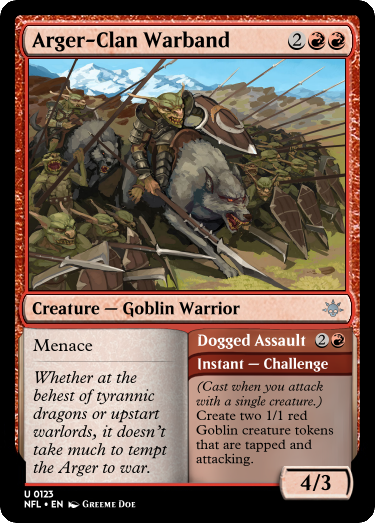 Arger-Clan Warband 2
Creature — Goblin Warrior
Menace
Whether at the
behest of tyrannic
dragons or upstart
warlords, it doesn't
take much to tempt
the Arger to war.
Dogged Assault 2
Instant — Challenge
(Cast when you attack
with a single creature.)
Create two 1/1 red
Goblin creature tokens
that are tapped and
attacking.
4/3
U 0123
NFL • EN Greeme Doe